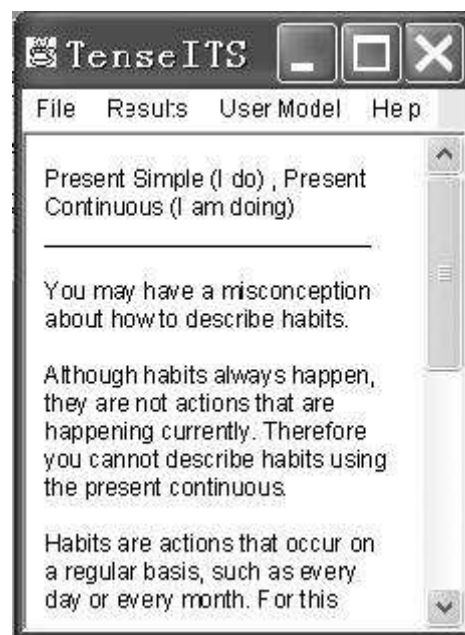 TenseITS
File Results User Model Help
Present Simple (I do) , Present
Continuous (I am doing)
You may have a misconception
about how to describe habits.
Although habits always happen,
they are not actions that are
happening currently. Therefore
you cannot describe habits using
the present continuous.
Habits are actions that occur on
a regular basis, such as every
day or every month. For this